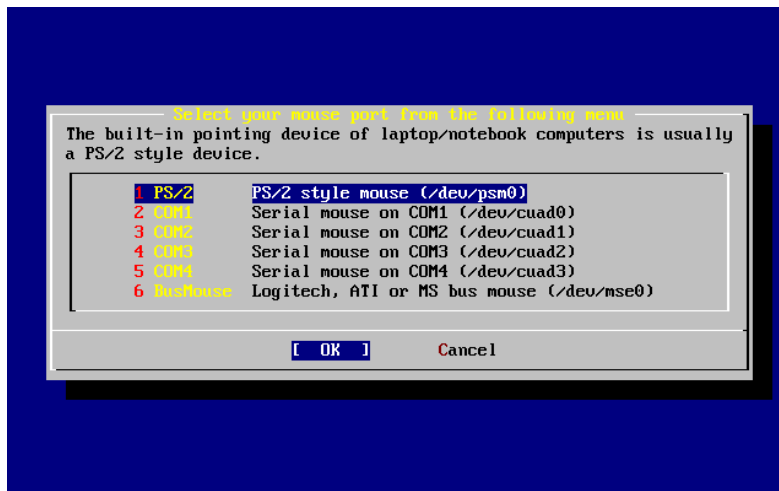 Select your mouse port from the following menu
The built-in pointing device of laptop/notebook computers is usually
a PS/2 style device.
1 PS/2 PS/2 style mouse (/dev/psm0)
2 COM1 Serial mouse on COM1 (/dev/cuad0)
3 COM2 Serial mouse on COM2 (/dev/cuad1)
4 COM3 Serial mouse on COM3 (/dev/cuad2)
5 COM4 Serial mouse on COM4 (/dev/cuad3)
6 BusMouse Logitech, ATI or MS bus mouse (/dev/mse0)
[ OK ] Cancel